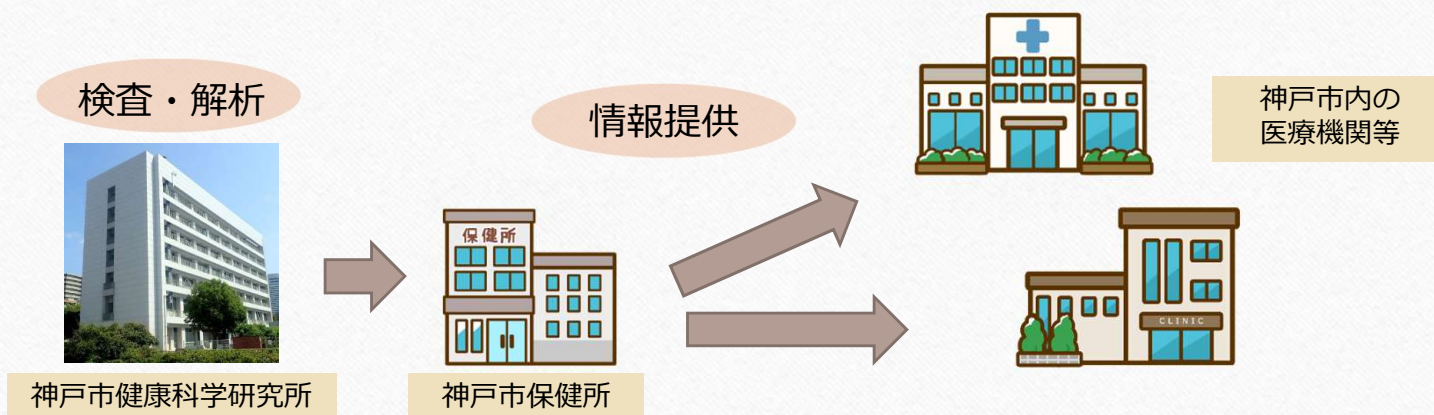 検査・解析
情報提供
神戸市内の
医療機関等
保健所
CLINIC
神戸市健康科学研究所
神戸市保健所